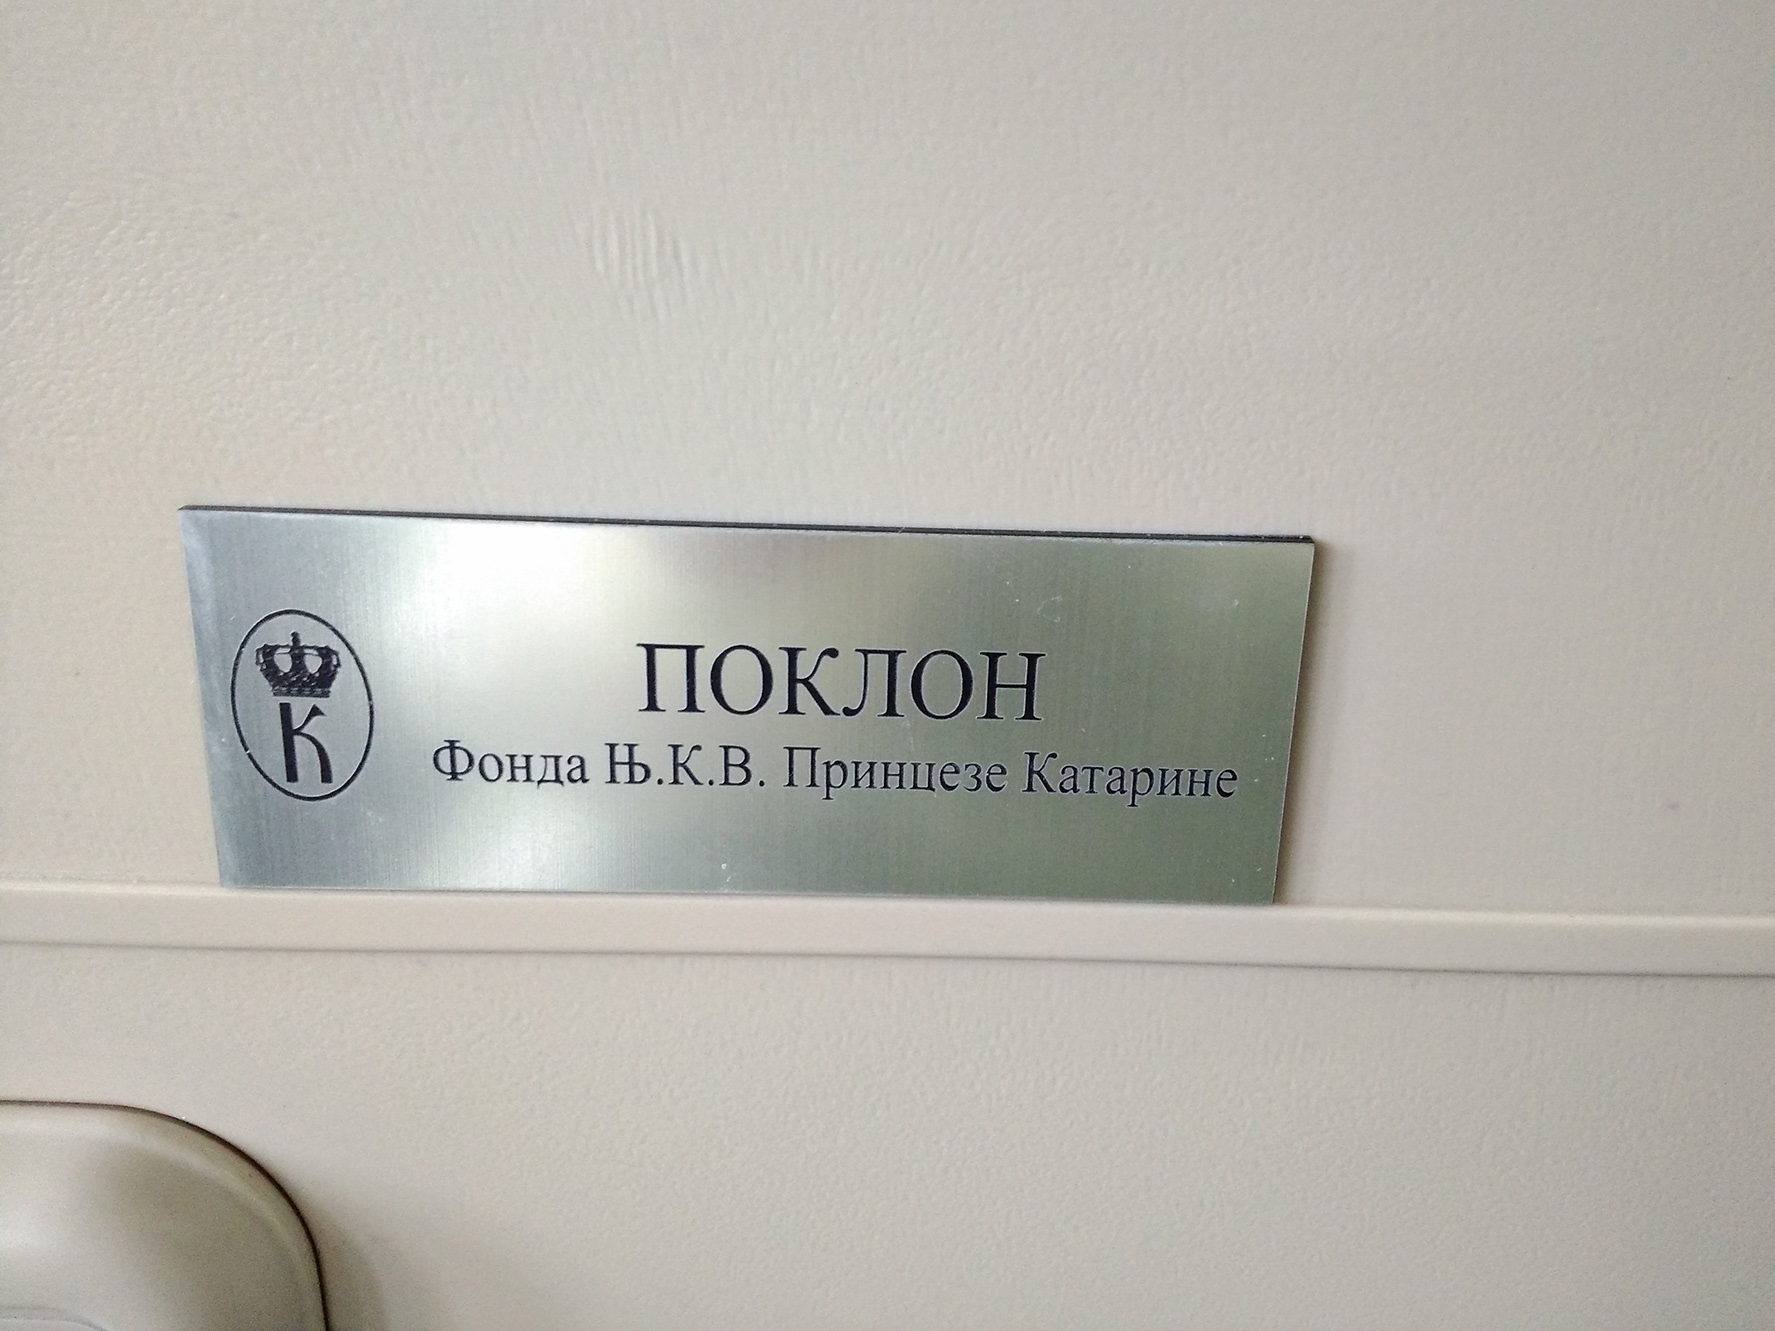 К
ПОКЛОН
Фонда Њ.К.В. Принцезе Катарине